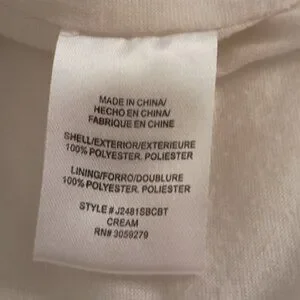 MADE IN CHINA/
HECHO EN CHINA/
FABRIQUE EN CHINE
SHELL/EXTERIOR/EXTERIEURE
100% POLYESTER. POLIESTER
LINING/FORRO/DOUBLURE
100% POLYESTER. POLIESTER
STYLE # J2481SBCBT
CREAM
RN# 3059279